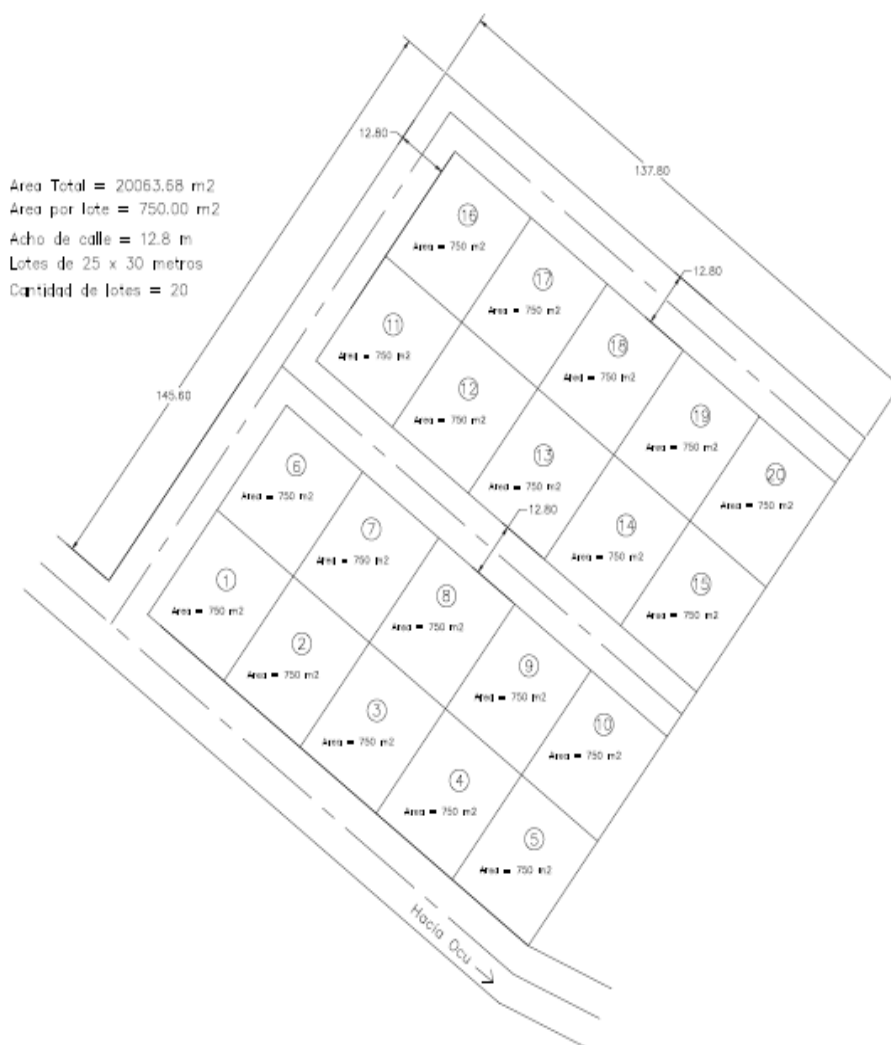 Area Total = 20063.68 m2
Area por lote = 750.00 m2
Acho de calle = 12.8 m
Lotes de 25 x 30 metros
Cantidad de lotes = 20
12.80
137.80
12.80
145.60
12.80
16
Area = 750 m2
17
Area = 750 m2
18
Area = 750 m2
19
Area = 750 m2
20
Area = 750 m2
11
Area = 750 m2
12
Area = 750 m2
13
Area = 750 m2
14
Area = 750 m2
15
Area = 750 m2
6
Area = 750 m2
7
Area = 750 m2
8
Area = 750 m2
9
Area = 750 m2
10
Area = 750 m2
1
Area = 750 m2
2
Area = 750 m2
3
Area = 750 m2
4
Area = 750 m2
5
Area = 750 m2
Hacia Ocu